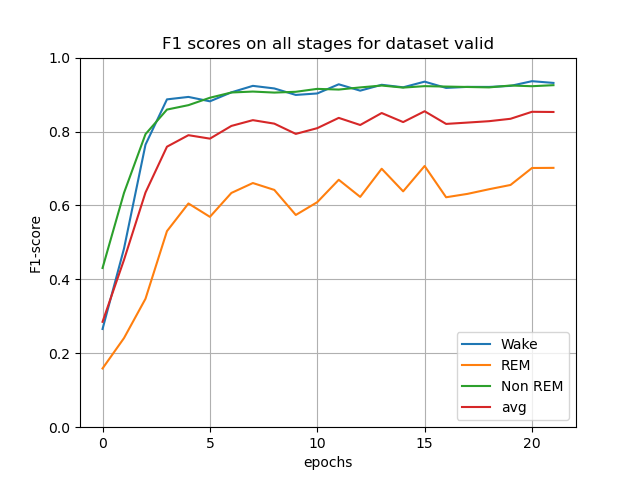 F1 scores on all stages for dataset valid
1.0
0.8
0.6
0.4
0.2
0.0
F1-score
0 5 10 15 20
epochs
Wake
REM
Non REM
avg